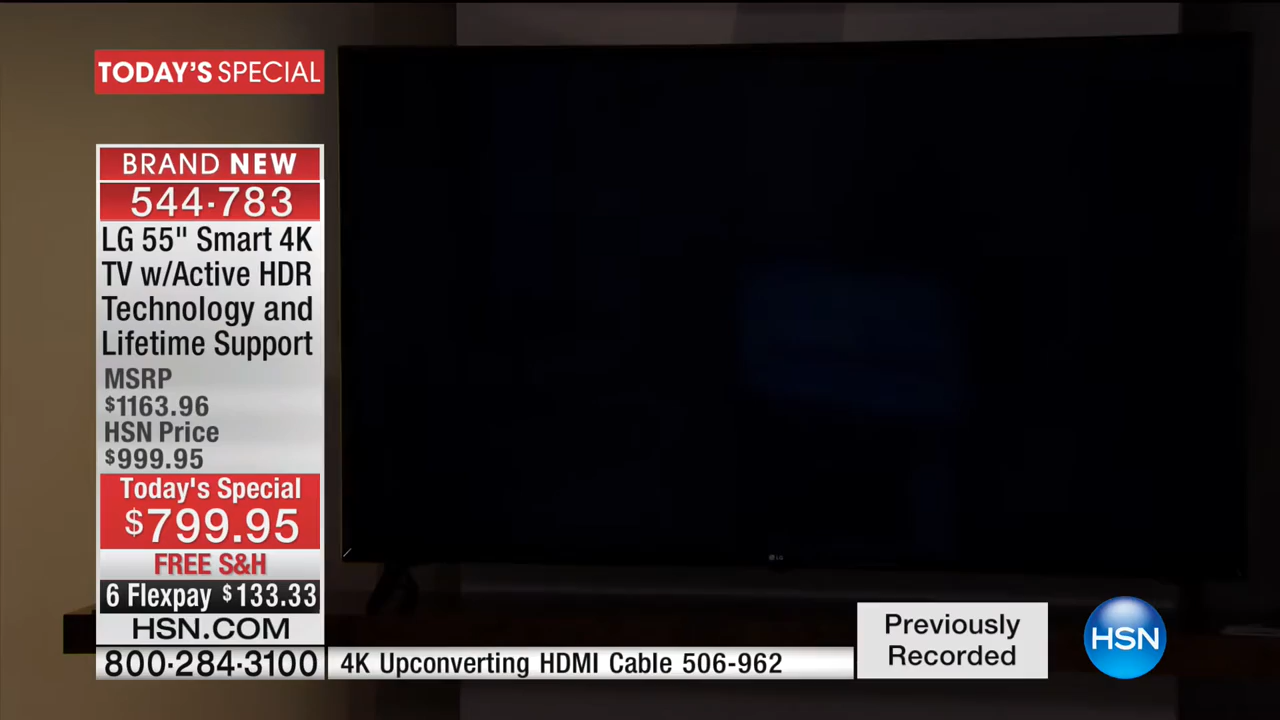 TODAY'S SPECIAL
BRAND NEW
544·783
LG 55" Smart 4K
TV w/Active HDR
Technology and
Lifetime Support
MSRP
$1163.96
HSN Price
$999.95
Today's Special
$799.95
FREE S&H
6 Flexpay $133.33
HSN.COM
800·284·3100
4K Upconverting HDMI Cable 506-962
Previously
Recorded
HSN
LG